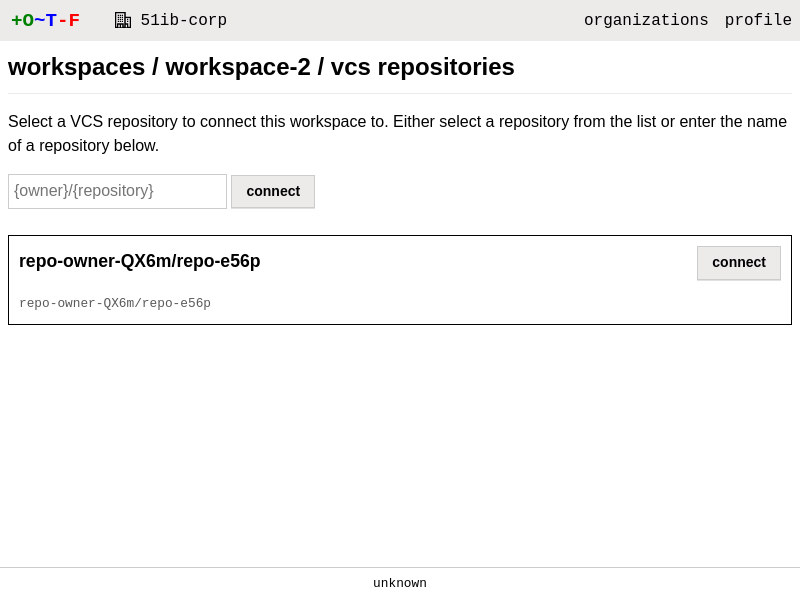 +O~T-F 51ib-corp organizations profile
workspaces / workspace-2 / vcs repositories
Select a VCS repository to connect this workspace to. Either select a repository from the list or enter the name
of a repository below.
{owner}/{repository} connect
repo-owner-QX6m/repo-e56p connect
repo-owner-QX6m/repo-e56p
unknown